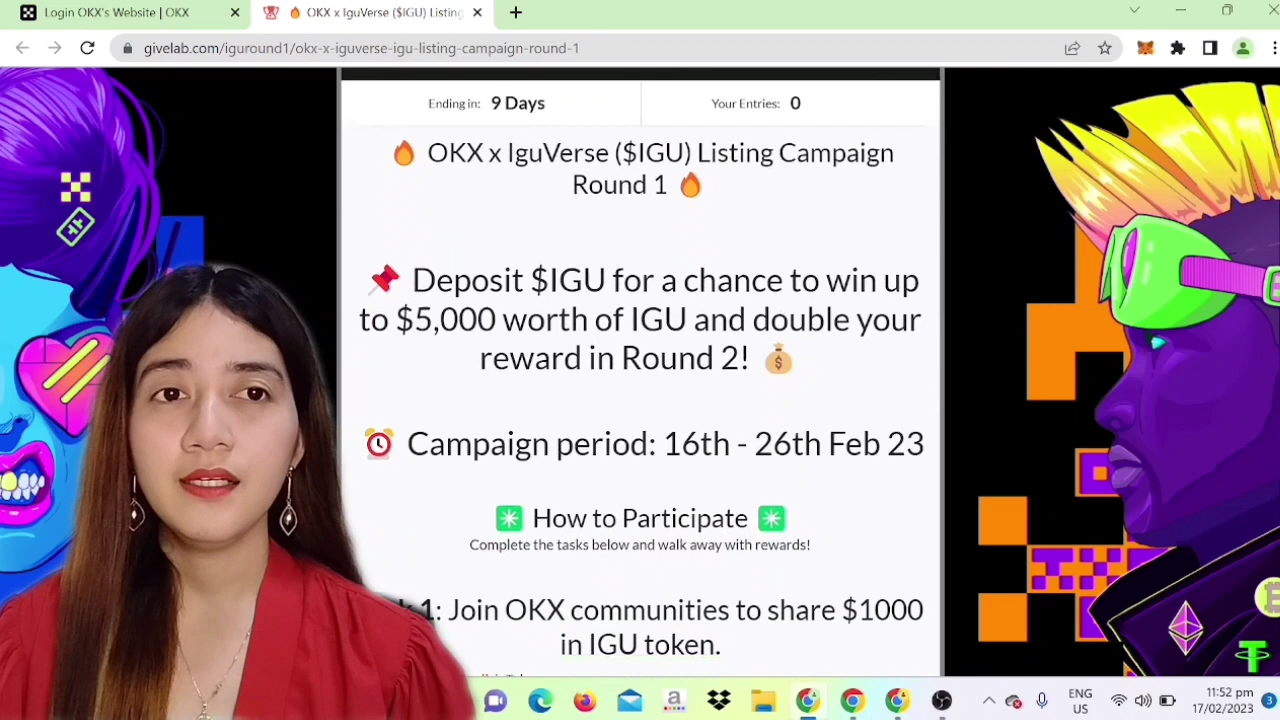 Login OKX's Website | OKX
🔥 OKX x IguVerse ($IGU) Listing
givelab.com/iguround1/okx-x-iguverse-igu-listing-campaign-round-1
Ending in: 9 Days
Your Entries: 0
🔥 OKX x IguVerse ($IGU) Listing Campaign
Round 1 🔥
📌 Deposit $IGU for a chance to win up
to $5,000 worth of IGU and double your
reward in Round 2! 💰
⏰ Campaign period: 16th - 26th Feb 23
✳️ How to Participate ✳️
Complete the tasks below and walk away with rewards!
1: Join OKX communities to share $1000
in IGU token.
ENG
US
11:52 pm
17/02/2023
3